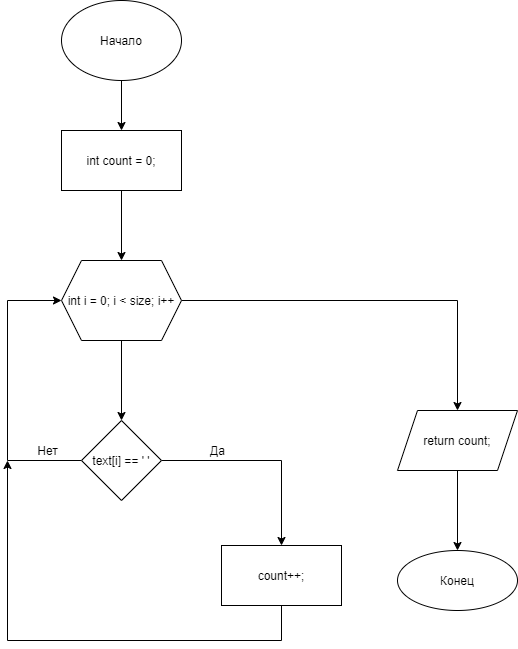 Начало
int count = 0;
int i = 0; i < size; i++
Нет
text[i] == ' '
Да
return count;
count++;
Конец